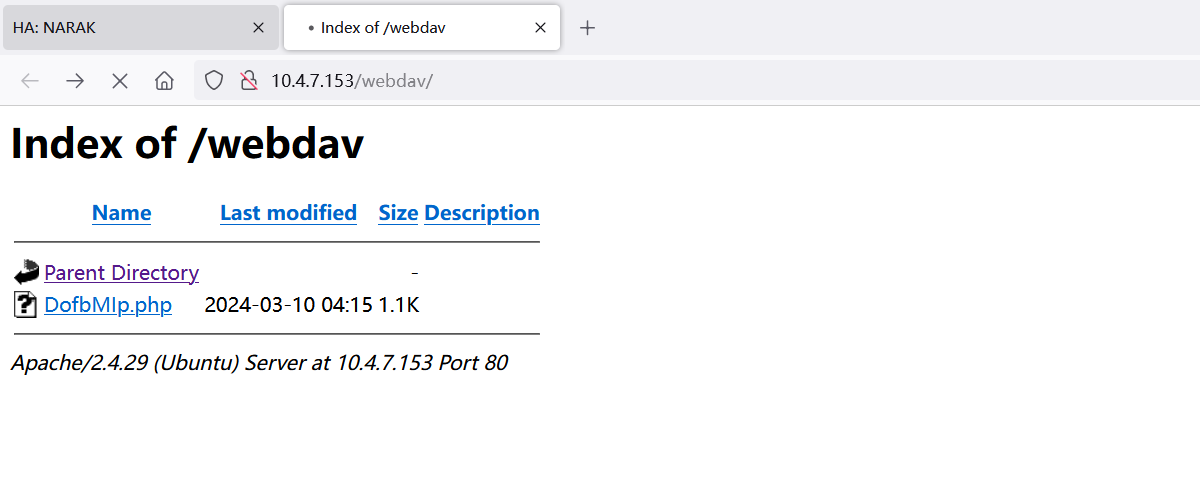 HA: NARAK
Index of /webdav
10.4.7.153/webdav/
Index of /webdav
Name Last modified Size Description
Parent Directory -
DofbMIp.php 2024-03-10 04:15 1.1K
Apache/2.4.29 (Ubuntu) Server at 10.4.7.153 Port 80